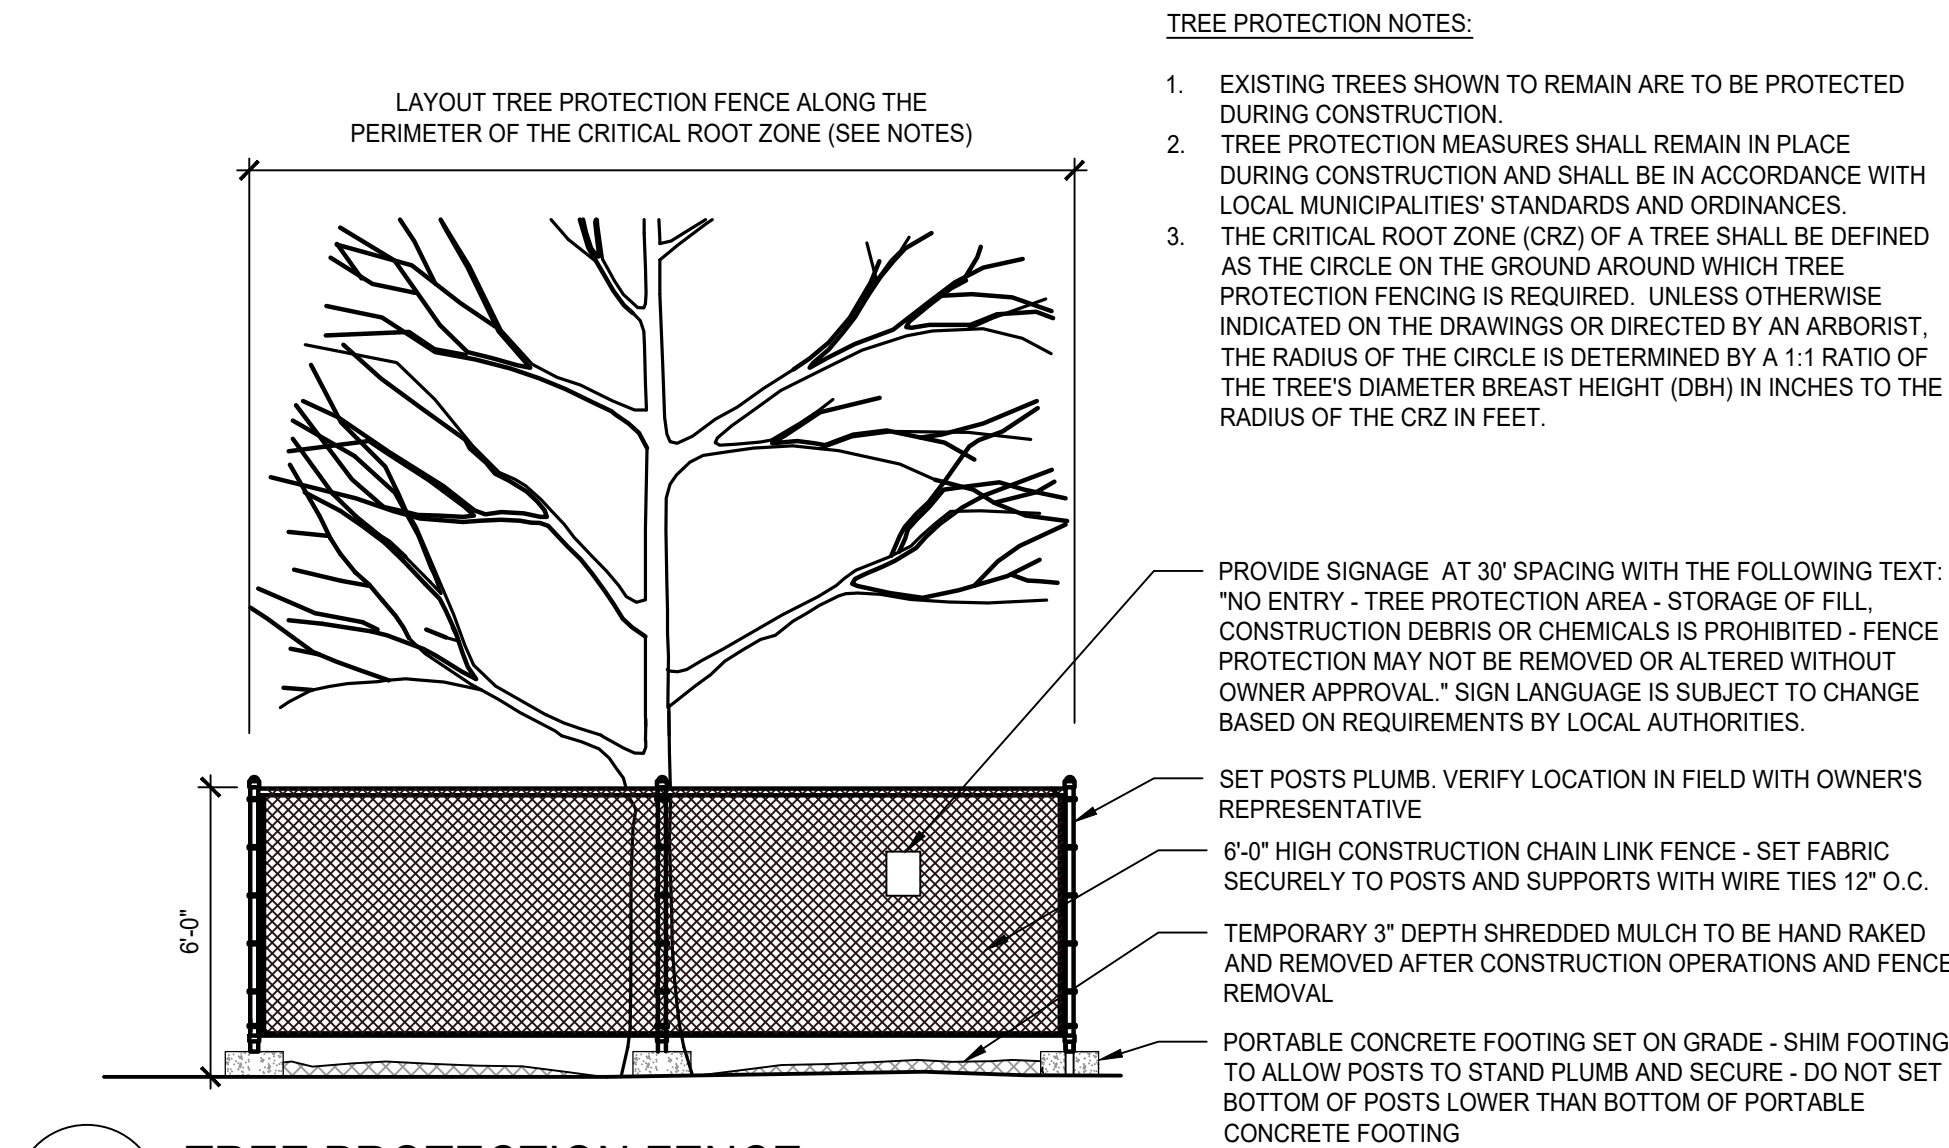 TREE PROTECTION NOTES:
LAYOUT TREE PROTECTION FENCE ALONG THE
PERIMETER OF THE CRITICAL ROOT ZONE (SEE NOTES)
1. EXISTING TREES SHOWN TO REMAIN ARE TO BE PROTECTED
DURING CONSTRUCTION.
2. TREE PROTECTION MEASURES SHALL REMAIN IN PLACE
DURING CONSTRUCTION AND SHALL BE IN ACCORDANCE WITH
LOCAL MUNICIPALITIES' STANDARDS AND ORDINANCES.
3. THE CRITICAL ROOT ZONE (CRZ) OF A TREE SHALL BE DEFINED
AS THE CIRCLE ON THE GROUND AROUND WHICH TREE
PROTECTION FENCING IS REQUIRED. UNLESS OTHERWISE
INDICATED ON THE DRAWINGS OR DIRECTED BY AN ARBORIST,
THE RADIUS OF THE CIRCLE IS DETERMINED BY A 1:1 RATIO OF
THE TREE'S DIAMETER BREAST HEIGHT (DBH) IN INCHES TO THE
RADIUS OF THE CRZ IN FEET.
PROVIDE SIGNAGE AT 30' SPACING WITH THE FOLLOWING TEXT:
"NO ENTRY - TREE PROTECTION AREA - STORAGE OF FILL,
CONSTRUCTION DEBRIS OR CHEMICALS IS PROHIBITED - FENCE
PROTECTION MAY NOT BE REMOVED OR ALTERED WITHOUT
OWNER APPROVAL." SIGN LANGUAGE IS SUBJECT TO CHANGE
BASED ON REQUIREMENTS BY LOCAL AUTHORITIES.
SET POSTS PLUMB. VERIFY LOCATION IN FIELD WITH OWNER'S
REPRESENTATIVE
6'-0" HIGH CONSTRUCTION CHAIN LINK FENCE - SET FABRIC
SECURELY TO POSTS AND SUPPORTS WITH WIRE TIES 12" O.C.
6'-0"
TEMPORARY 3" DEPTH SHREDDED MULCH TO BE HAND RAKED
AND REMOVED AFTER CONSTRUCTION OPERATIONS AND FENCE
REMOVAL
PORTABLE CONCRETE FOOTING SET ON GRADE - SHIM FOOTING
TO ALLOW POSTS TO STAND PLUMB AND SECURE - DO NOT SET
BOTTOM OF POSTS LOWER THAN BOTTOM OF PORTABLE
CONCRETE FOOTING
TREE PROTECTION FENCE